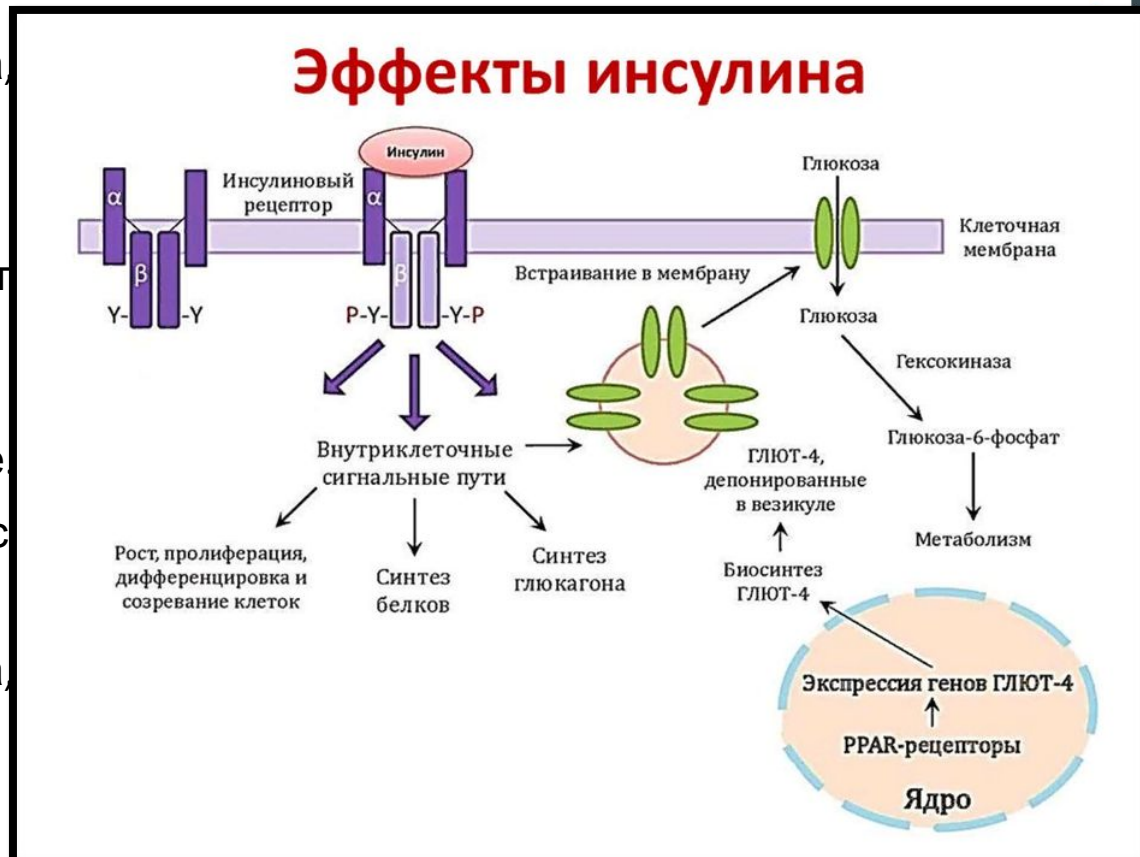 Эффекты инсулина
Инсулин
Глюкоза
α
Инсулиновый
рецептор
α
Клеточная
мембрана
β
β
Встраивание в мембрану
Y-
-Y
P-Y-
-Y-P
Глюкоза
Гексокиназа
Внутриклеточные
сигнальные пути
Глюкоза-6-фосфат
ГЛЮТ-4,
депонированные
в везикуле
Метаболизм
Рост, пролиферация,
дифференцировка и
созревание клеток
Синтез
белков
Синтез
глюкагона
Биосинтез
ГЛЮТ-4
Экспрессия генов ГЛЮТ-4
PPAR-рецепторы
Ядро